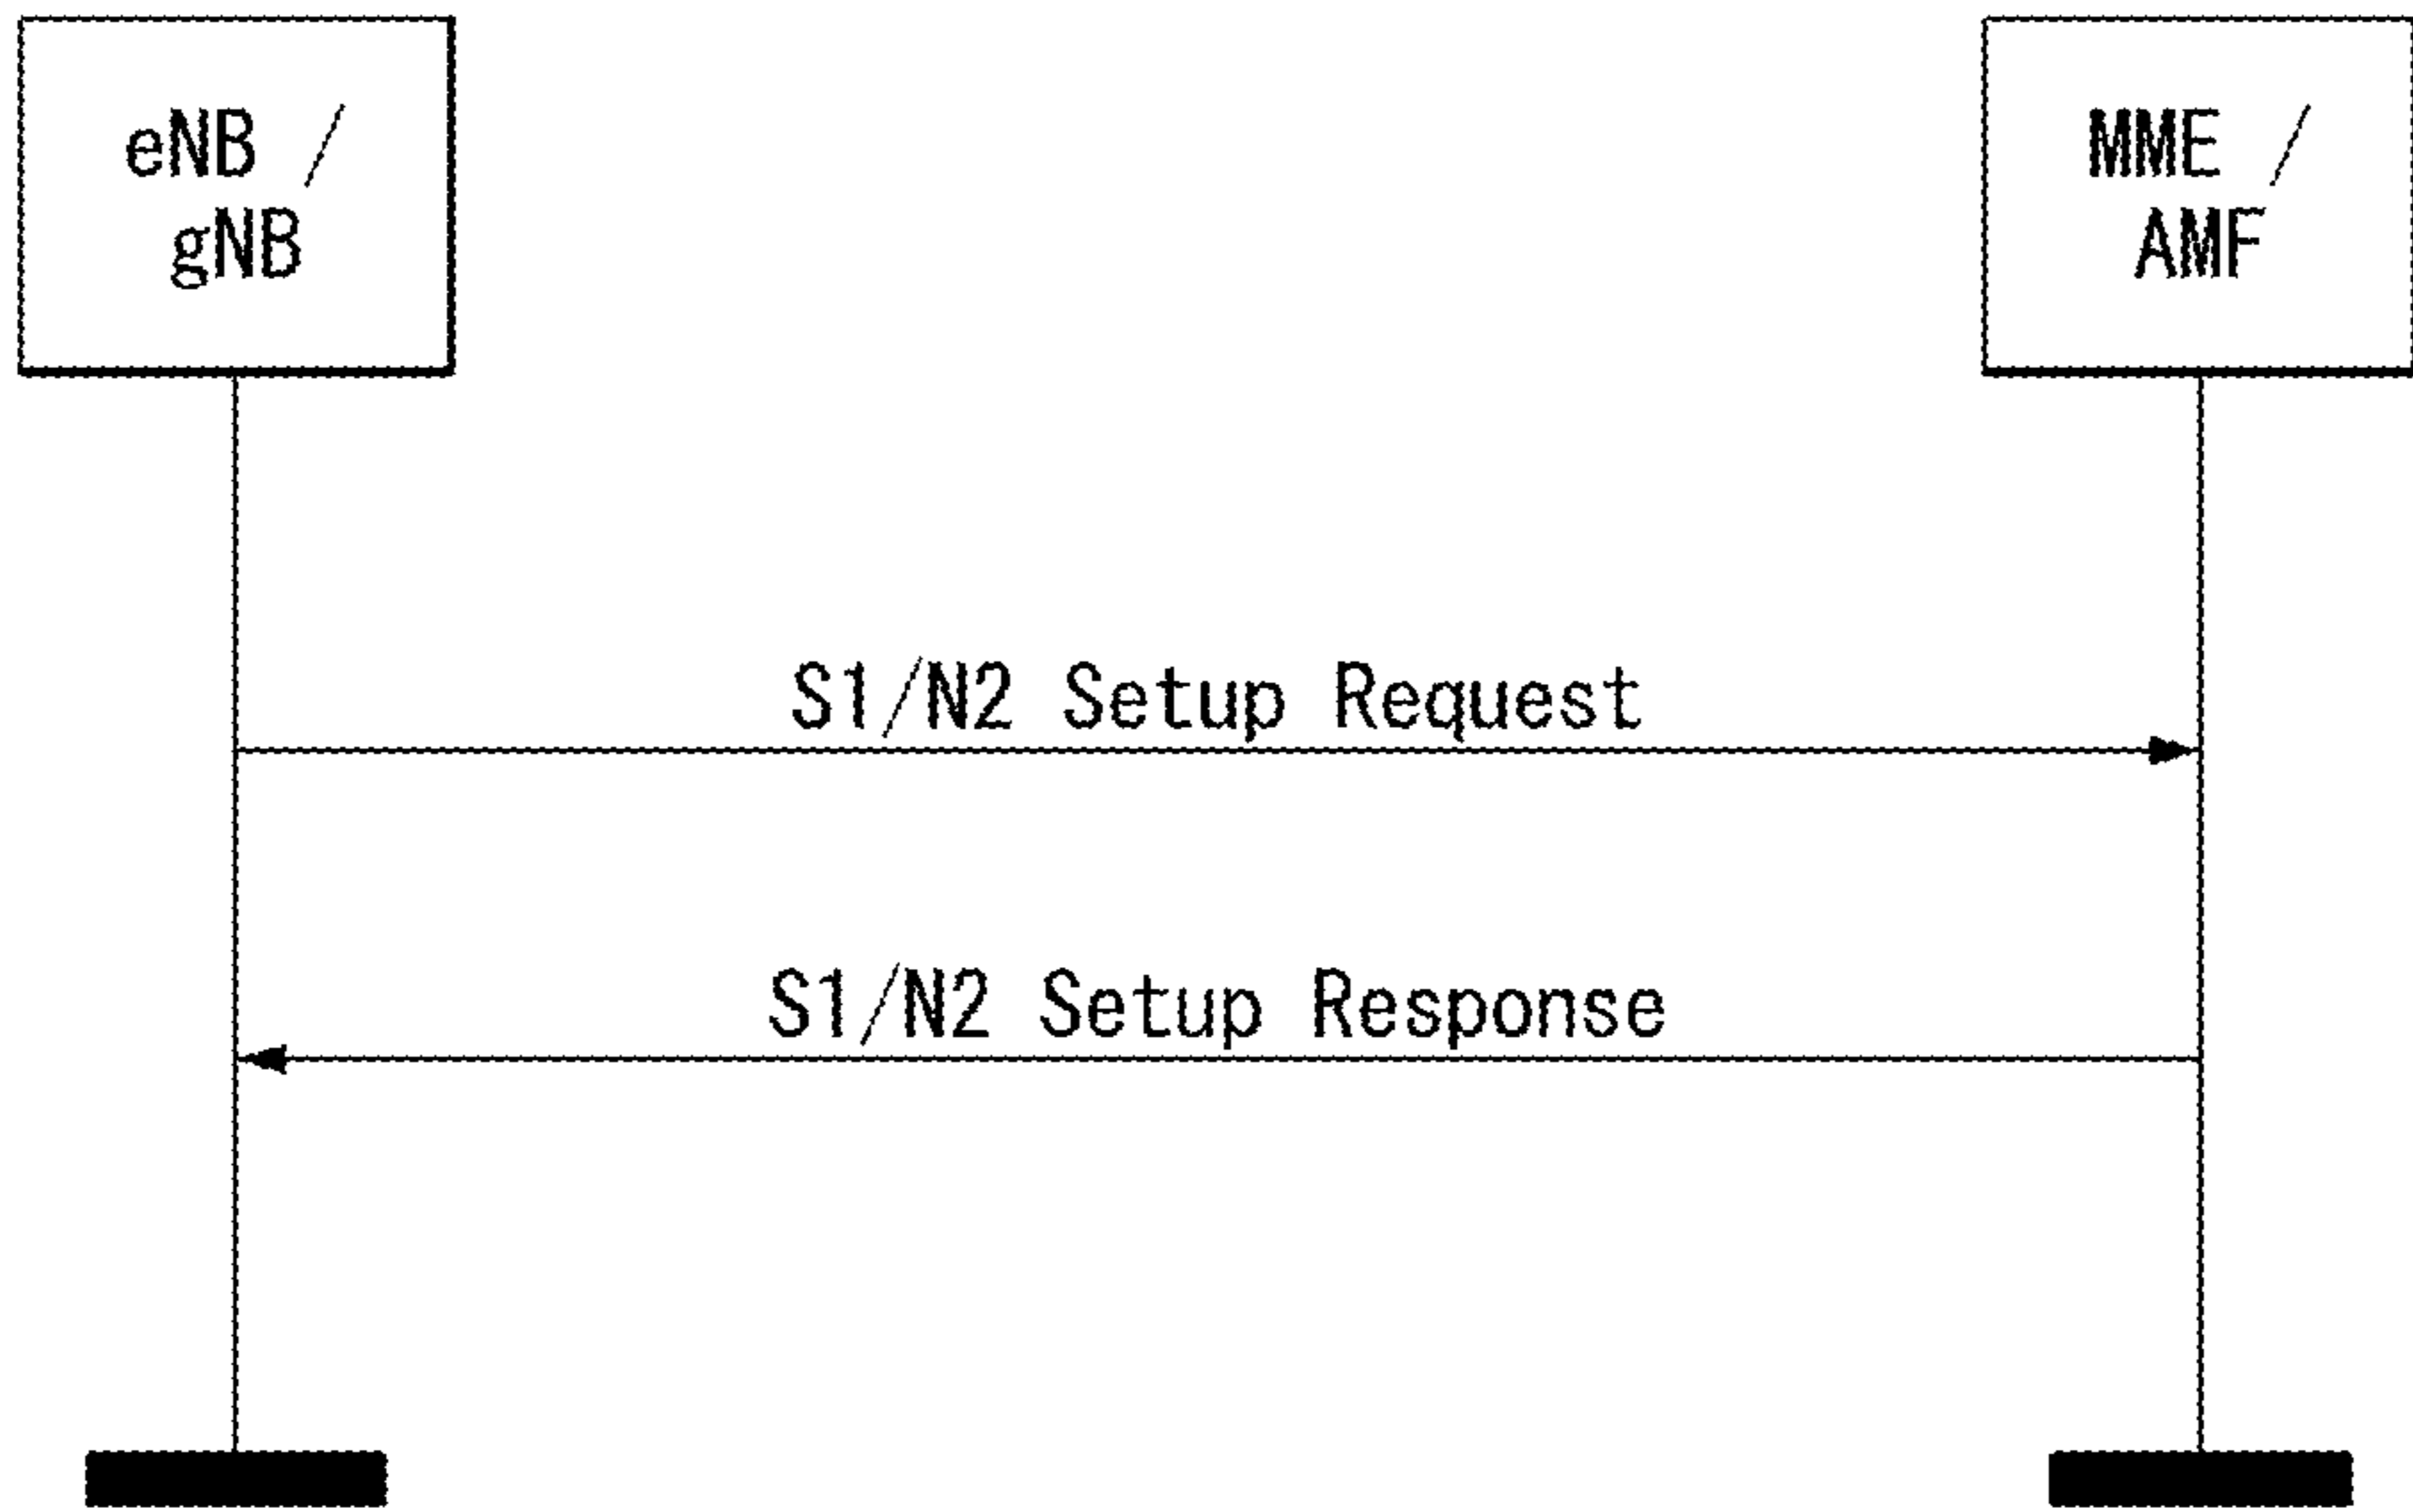 eNB /
gNB
MME /
AMF
S1/N2 Setup Request
S1/N2 Setup Response